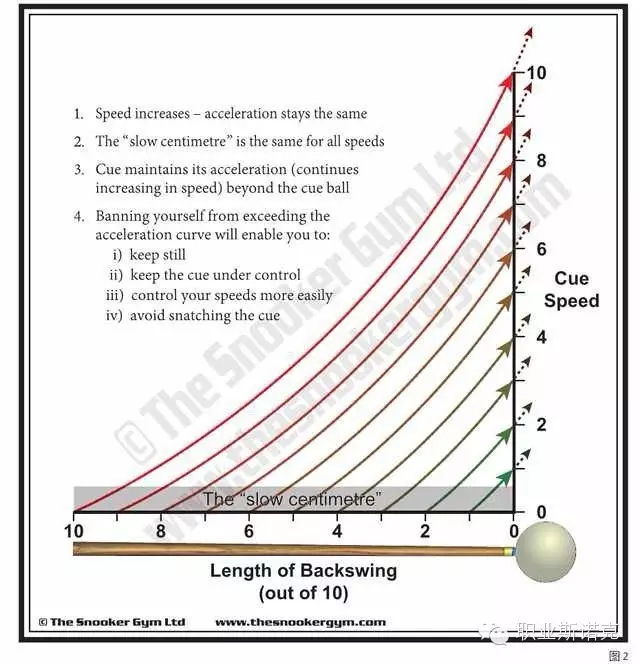 1. Speed increases – acceleration stays the same
2. The “slow centimetre” is the same for all speeds
3. Cue maintains its acceleration (continues
increasing in speed) beyond the cue ball
4. Banning yourself from exceeding the
acceleration curve will enable you to:
i) keep still
ii) keep the cue under control
iii) control your speeds more easily
iv) avoid snatching the cue
© The Snooker Gym Ltd
www.thesnookergym.com
10
8
6
4
2
0
Cue
Speed
The “slow centimetre”
10 8 6 4 2 0
Length of Backswing
(out of 10)
© The Snooker Gym Ltd www.thesnookergym.com
职业斯诺克
图2